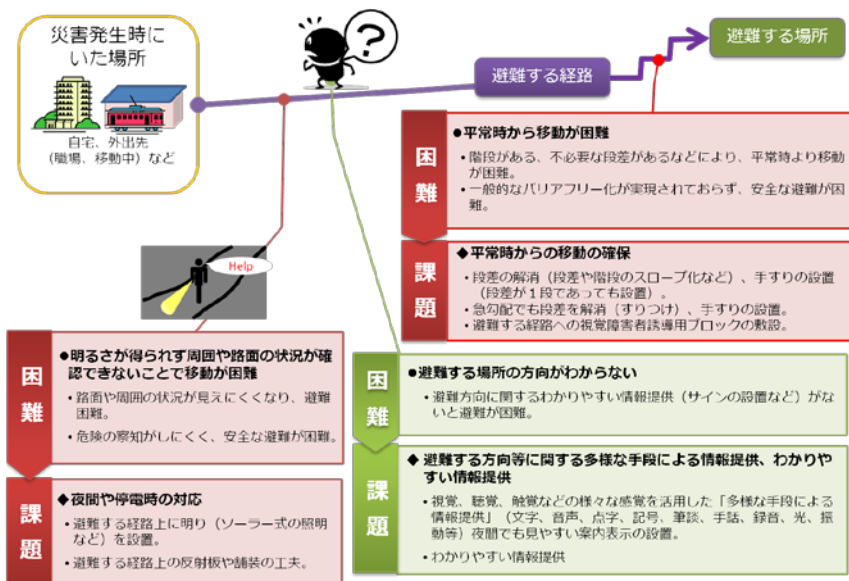 災害発生時に
いた場所
自宅、外出先
（職場、移動中）など
?
避難する経路
避難する場所
困難
●平常時から移動が困難
・階段がある、不必要な段差があるなどにより、平常時より移動
が困難。
・一般的なバリアフリー化が実現されておらず、安全な避難が困
難。
課題
◆平常時からの移動の確保
・段差の解消（段差や階段のスロープ化など）、手すりの設置
（段差が１段であっても設置）。
・急勾配でも段差を解消（すりつけ）、手すりの設置。
・避難する経路への視覚障害者誘導用ブロックの敷設。
Help
困難
●明るさが得られず周囲や路面の状況が確
認できないことで移動が困難
・路面や周囲の状況が見えにくくなり、避難
困難。
・危険の察知がしにくく、安全な避難が困難。
課題
◆夜間や停電時の対応
・避難する経路上に明り（ソーラー式の照明
など）を設置。
・避難する経路上の反射板や舗装の工夫。
困難
●避難する場所の方向がわからない
・避難方向に関するわかりやすい情報提供（サインの設置など）がな
いと避難が困難。
課題
◆ 避難する方向等に関する多様な手段による情報提供、わかりや
すい情報提供
・視覚、聴覚、触覚などの様々な感覚を活用した「多様な手段による
情報提供」（文字、音声、点字、記号、筆談、手話、録音、光、振
動等）夜間でも見やすい案内表示の設置。
・わかりやすい情報提供